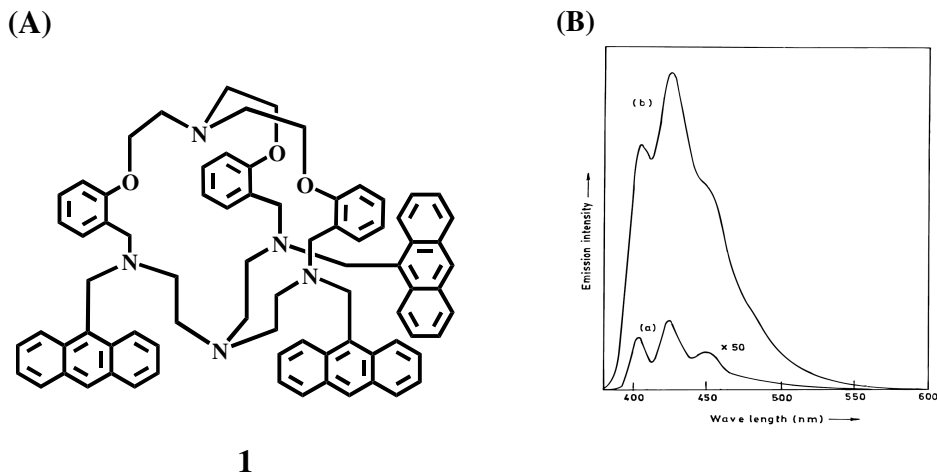 (A)
N
O
O
O
N
N
N
N
1
(B)
(b)
(a)
× 50
Emission intensity
400
450
500
550
600
Wave length (nm)